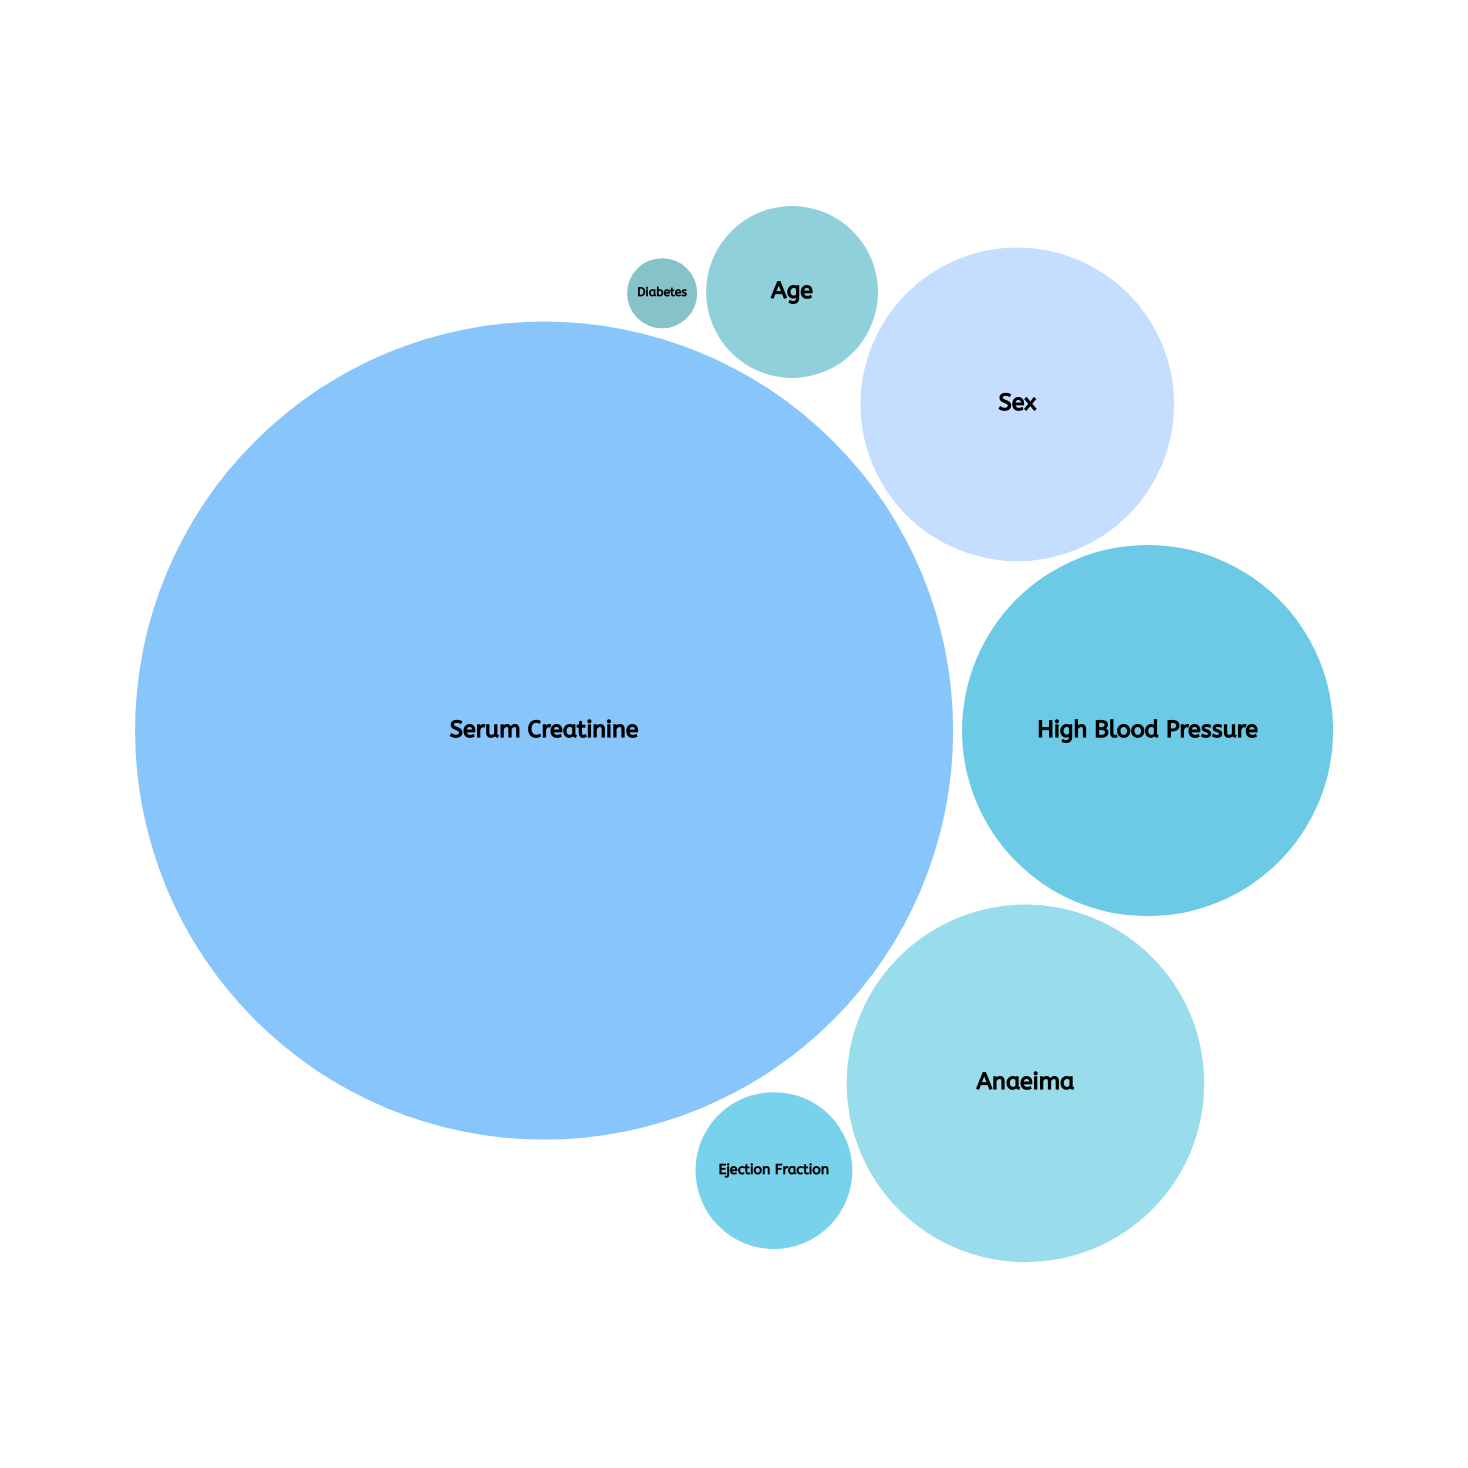 Diabetes
Age
Sex
Serum Creatinine
High Blood Pressure
Anaeima
Ejection Fraction